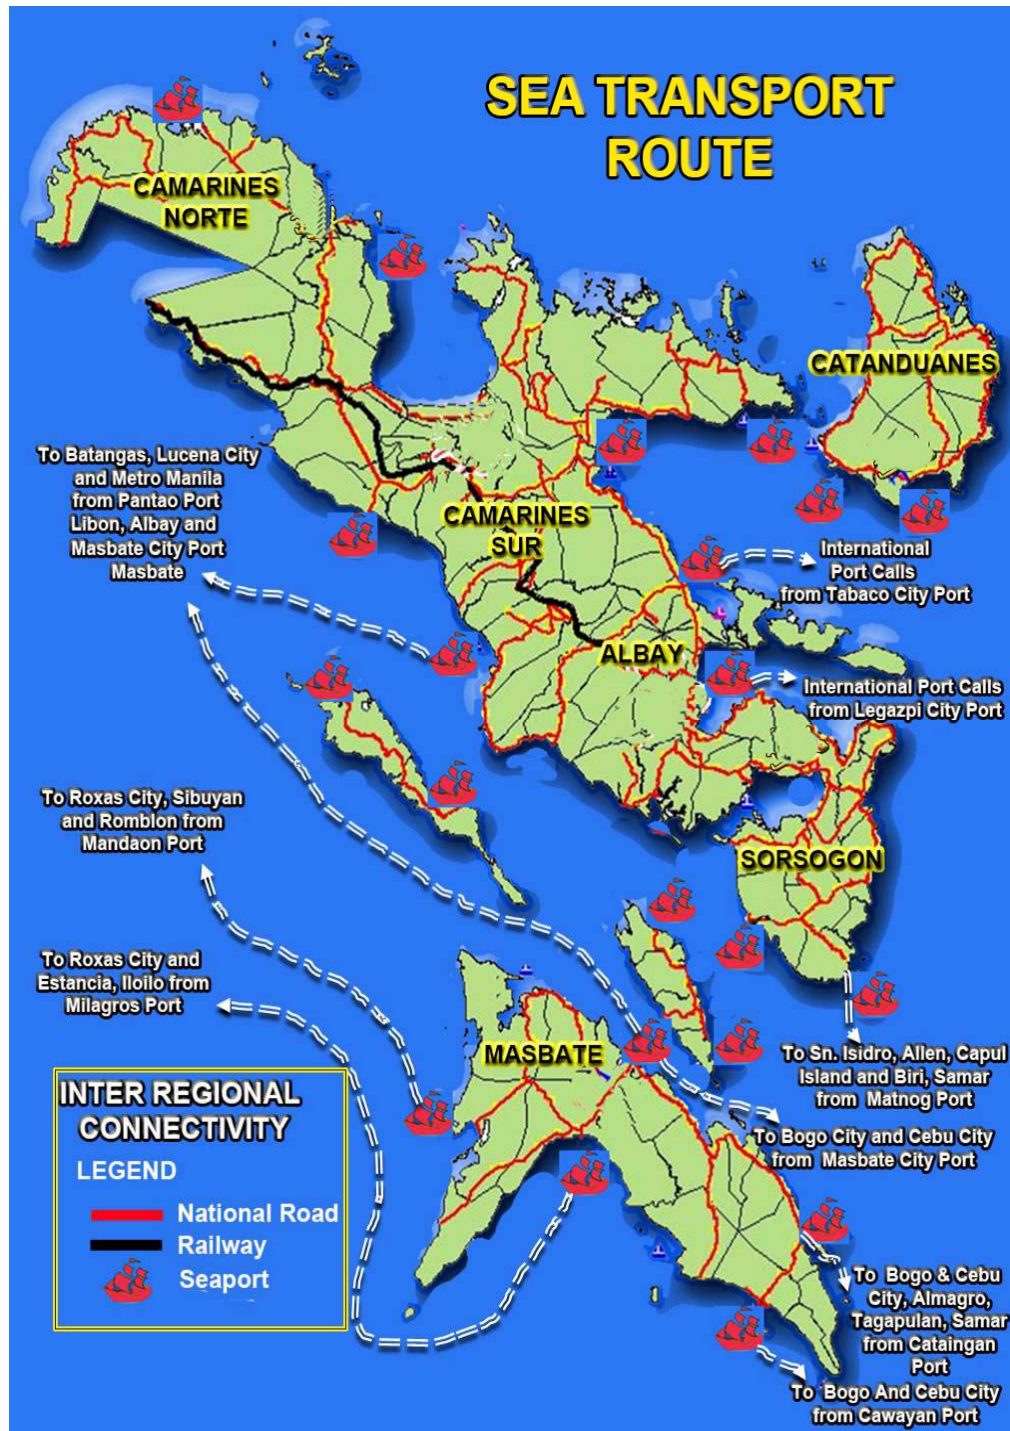 SEA TRANSPORT
ROUTE
CAMARINES
NORTE
CATANDUANES
To Batangas, Lucena City
and Metro Manila
from Pantao Port
Libon, Albay and
Masbate City Port
Masbate
CAMARINES
SUR
International
Port Calls
from Tabaco City Port
ALBAY
International Port Calls
from Legazpi City Port
To Roxas City, Sibuyan
and Romblon from
Mandaon Port
SORSOGON
To Roxas City and
Estancia, Iloilo from
Milagros Port
MASBATE
To Sn. Isidro, Allen, Capul
Island and Biri, Samar
from Matnog Port
To Bogo City and Cebu City
from Masbate City Port
INTER REGIONAL
CONNECTIVITY
LEGEND
National Road
Railway
Seaport
To Bogo & Cebu
City, Almagro,
Tagapulan, Samar
from Cataingan
Port
To Bogo And Cebu City
from Cawayan Port